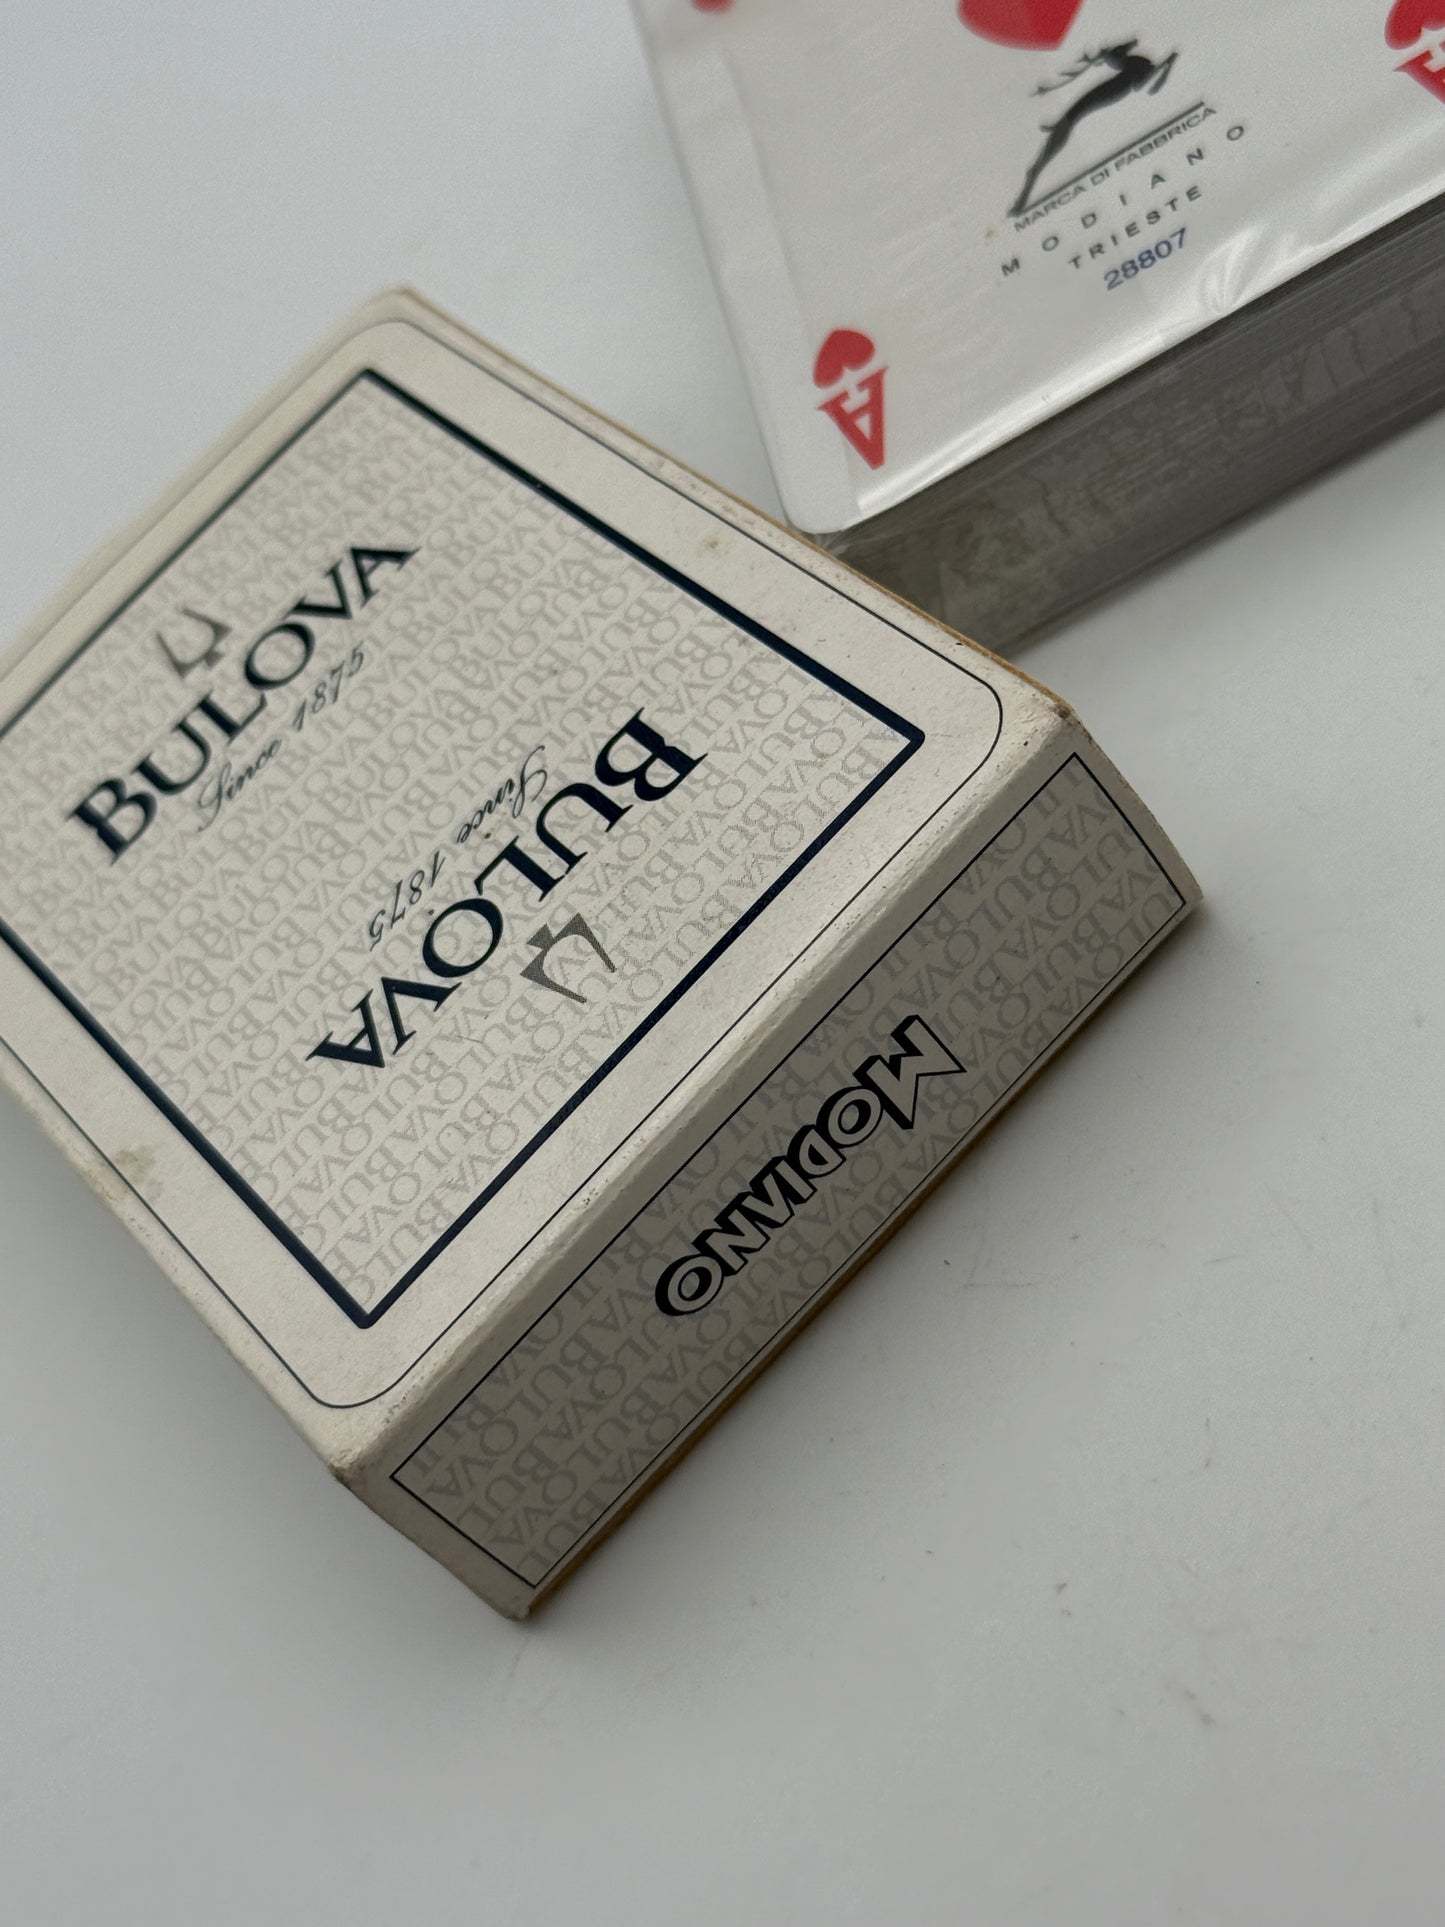 MARCA DI FABBRICA
MODIANO
TRIESTE
28807
A
BULOVA
Since 1875
BULOVA
Since 1875
MODIANO